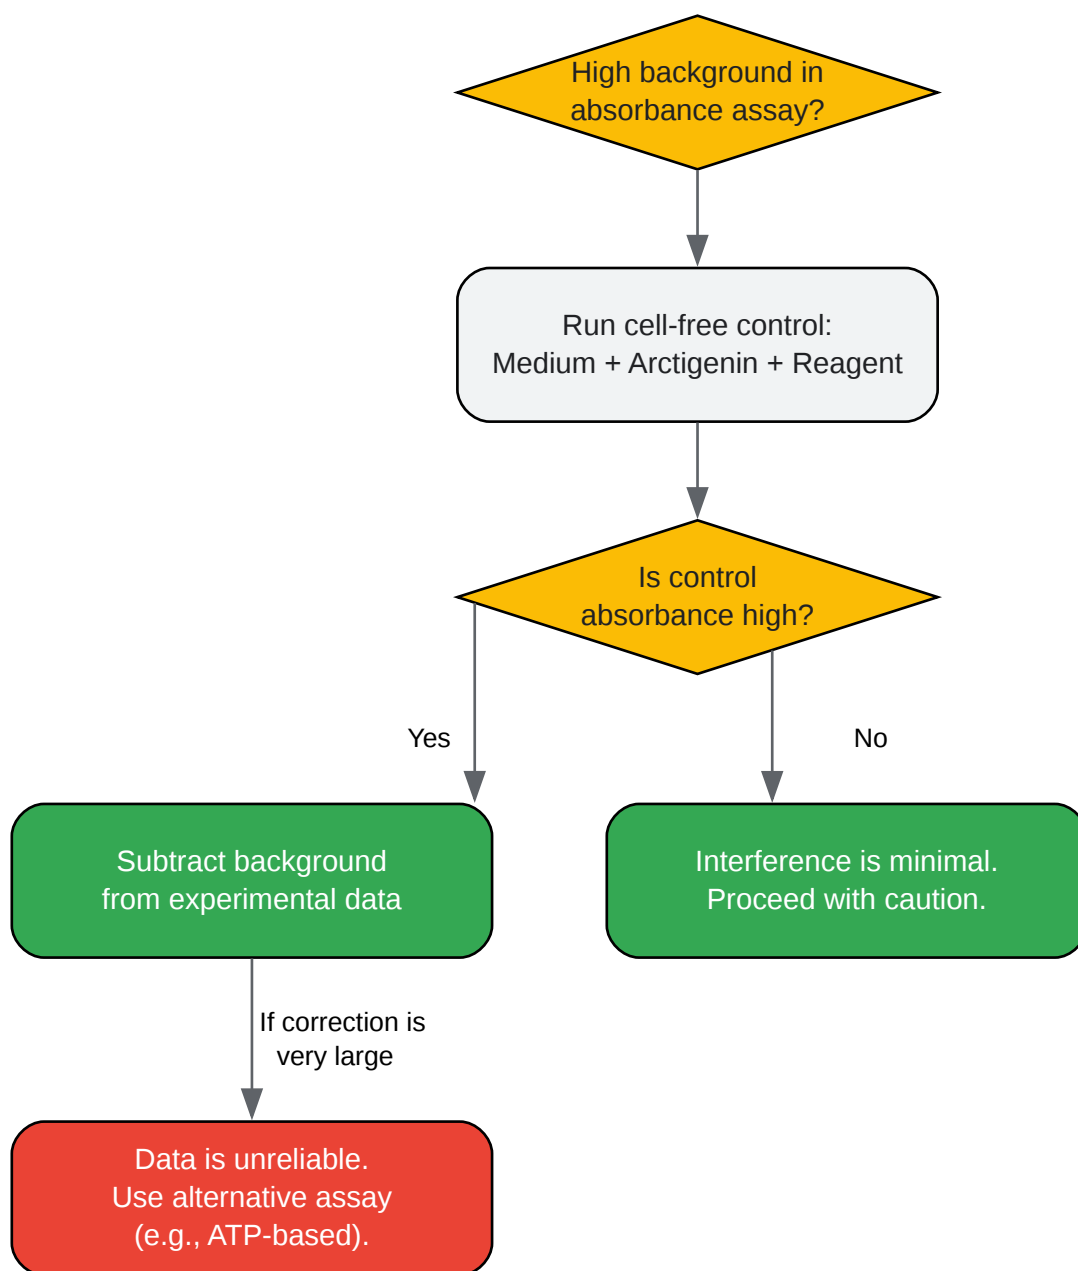 High background in
absorbance assay?
Run cell-free control:
Medium + Arctigenin + Reagent
Is control
absorbance high?
Yes
No
Subtract background
from experimental data
Interference is minimal.
Proceed with caution.
If correction is
very large
Data is unreliable.
Use alternative assay
(e.g., ATP-based).